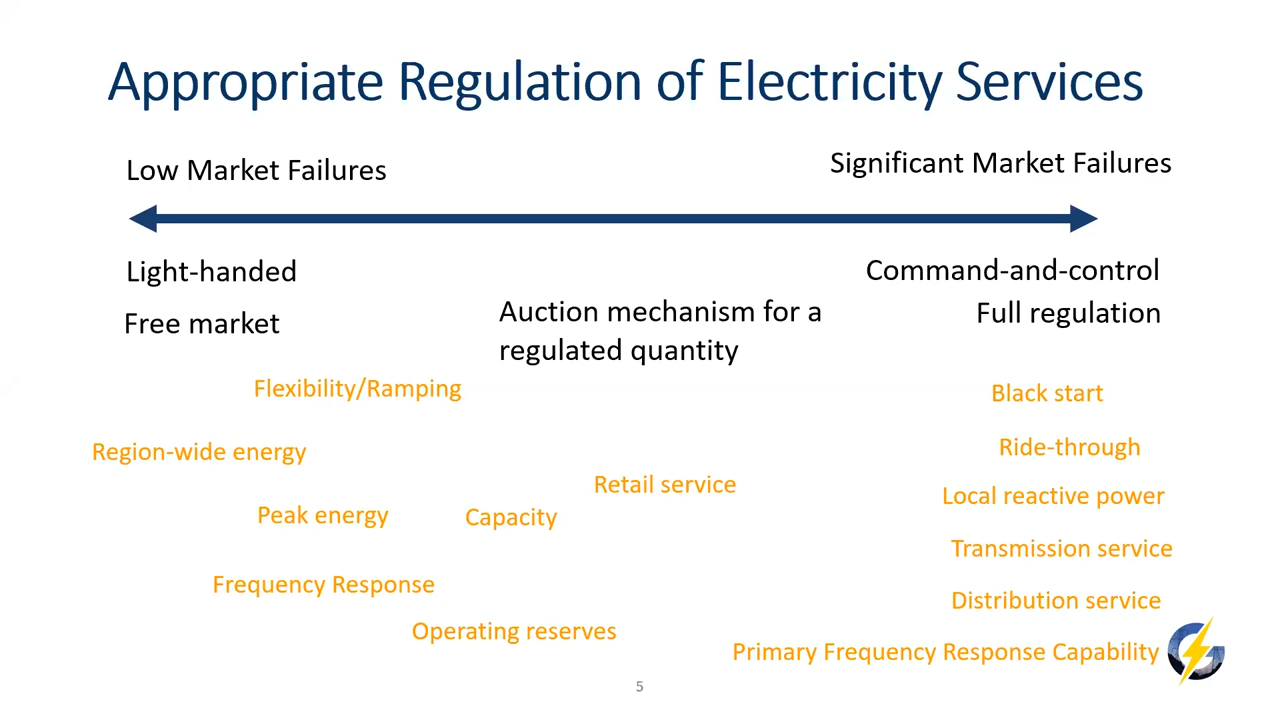 Appropriate Regulation of Electricity Services
Low Market Failures
Significant Market Failures
Light-handed
Command-and-control
Free market
Auction mechanism for a
regulated quantity
Full regulation
Flexibility/Ramping
Black start
Region-wide energy
Ride-through
Retail service
Local reactive power
Peak energy
Capacity
Transmission service
Frequency Response
Distribution service
Operating reserves
Primary Frequency Response Capability
5